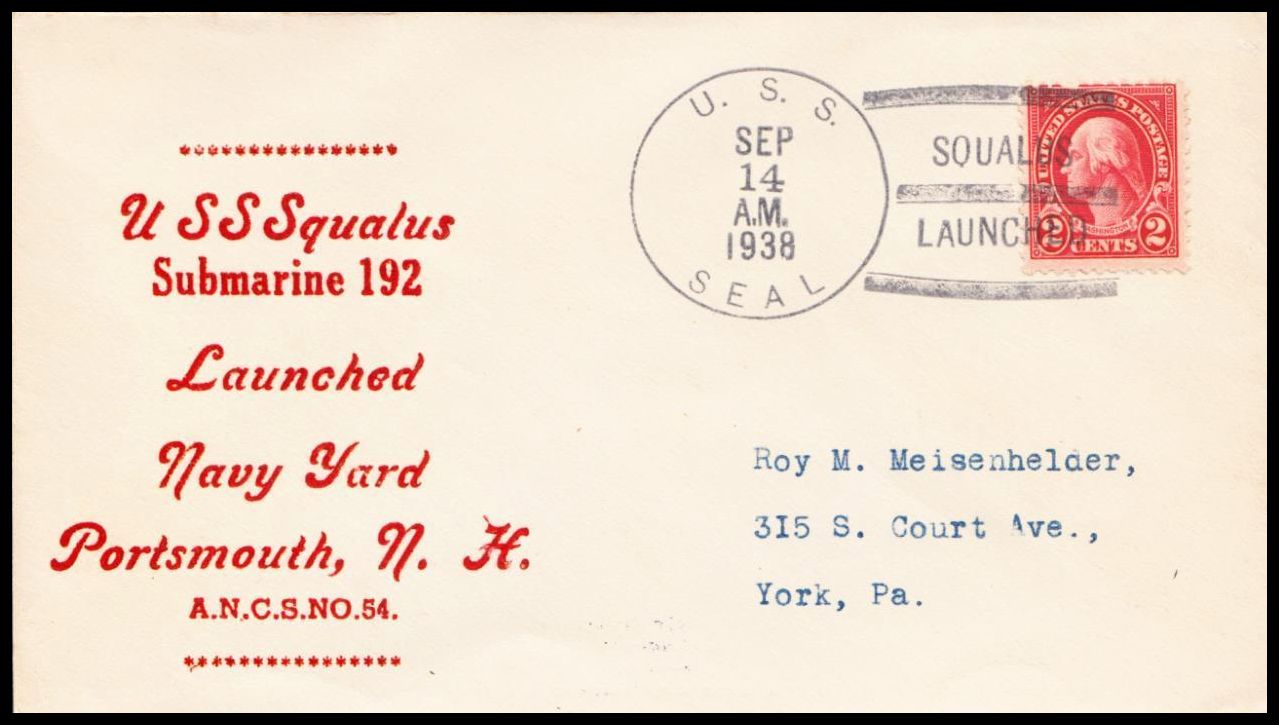 ****************
U S S Squalus
Submarine 192
Launched
Navy Yard
Portsmouth, N. H.
A.N.C.S.NO.54.
****************
U. S. S.
SEP
14
A.M.
1938
SEAL
SQUALUS
LAUNCHED
UNITED STATES POSTAGE
WASHINGTON
2 CENTS 2
Roy M. Meisenhelder,
315 S. Court Ave.,
York, Pa.